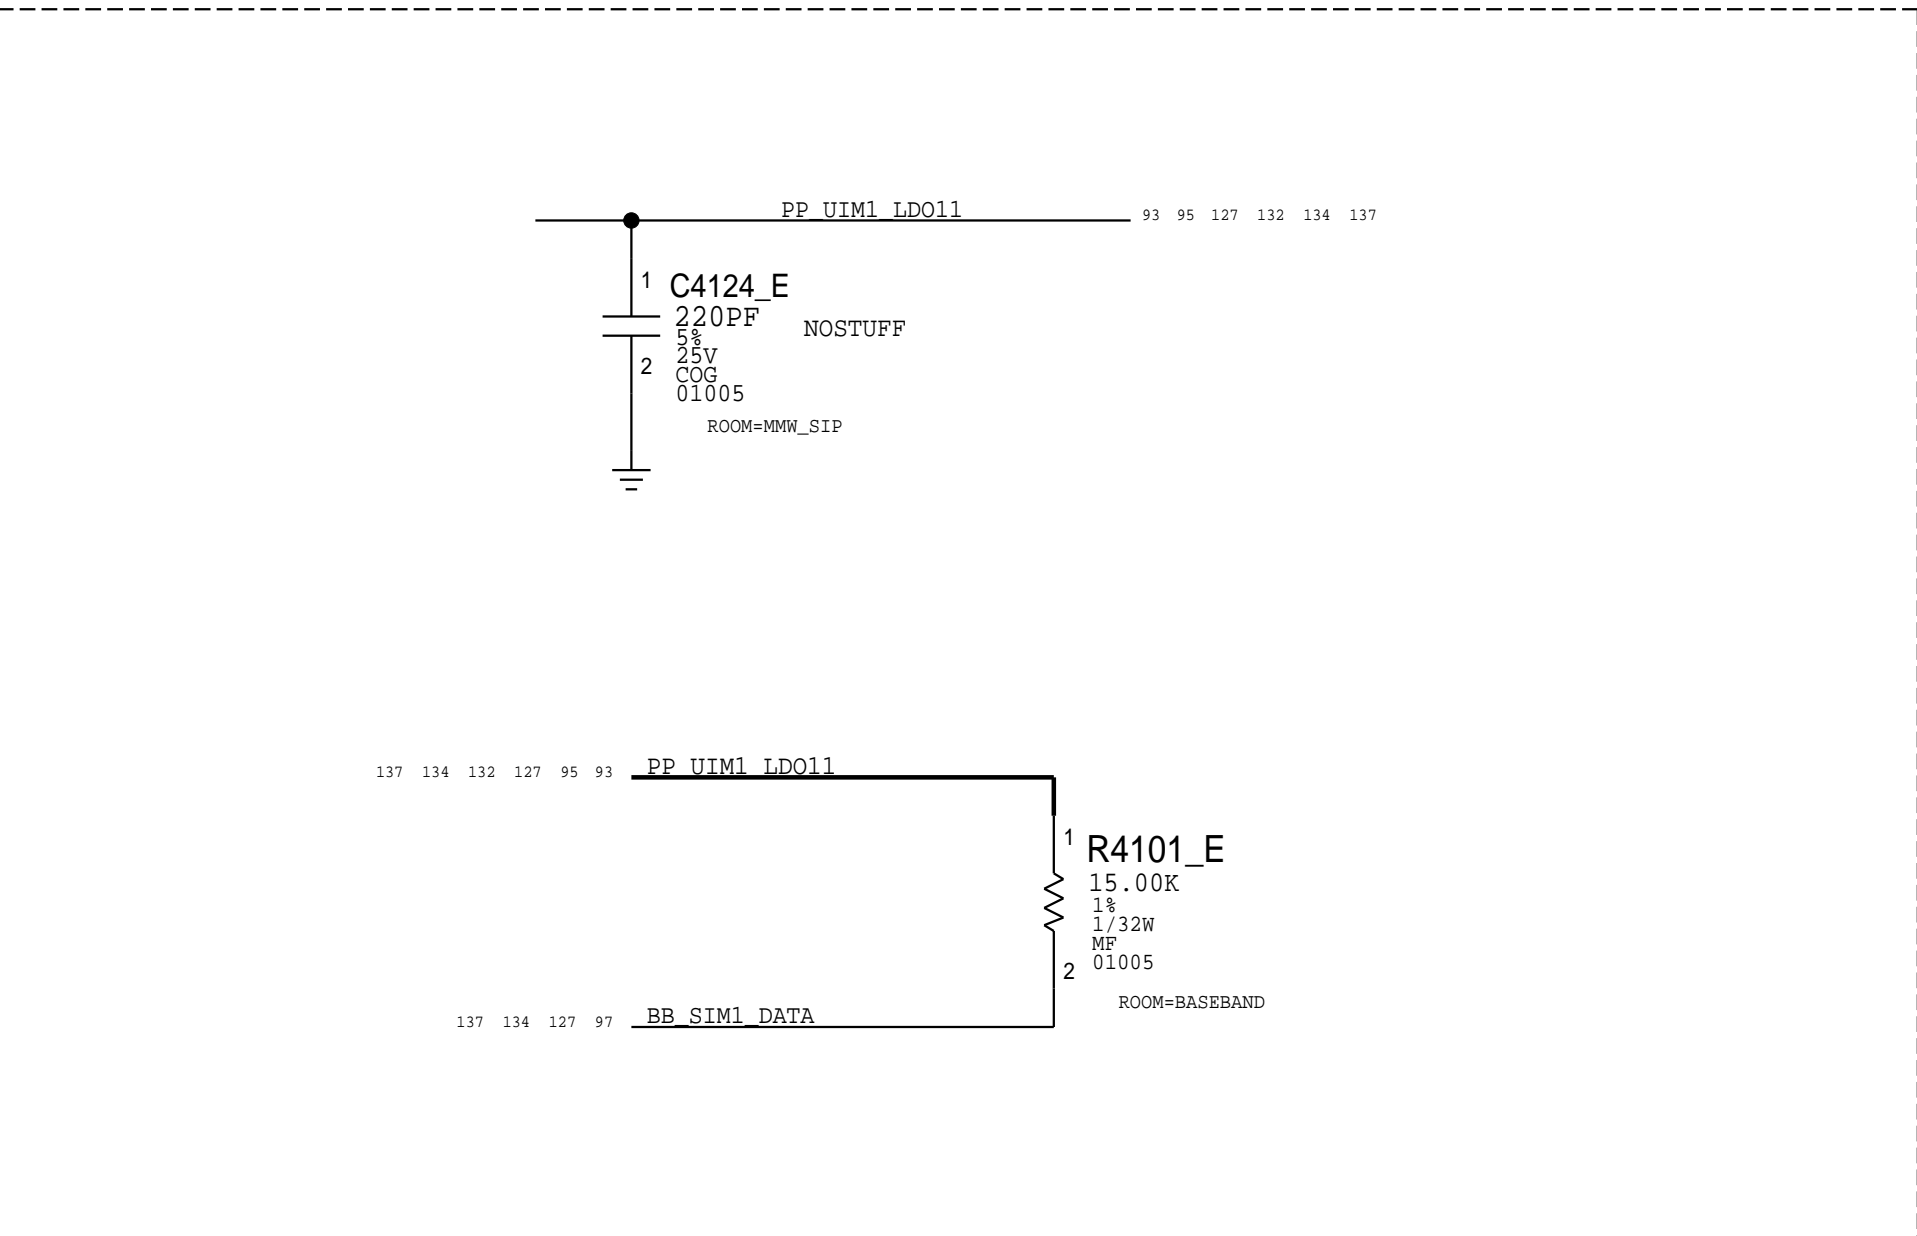 PP_UIM1_LDO11 93 95 127 132 134 137
1 C4124_E
220PF NOSTUFF
5%
25V
2
COG
01005
ROOM=MMW_SIP
137 134 132 127 95 93 PP_UIM1_LDO11
1 R4101_E
15.00K
1%
1/32W
MF
2 01005
ROOM=BASEBAND
137 134 127 97 BB_SIM1_DATA